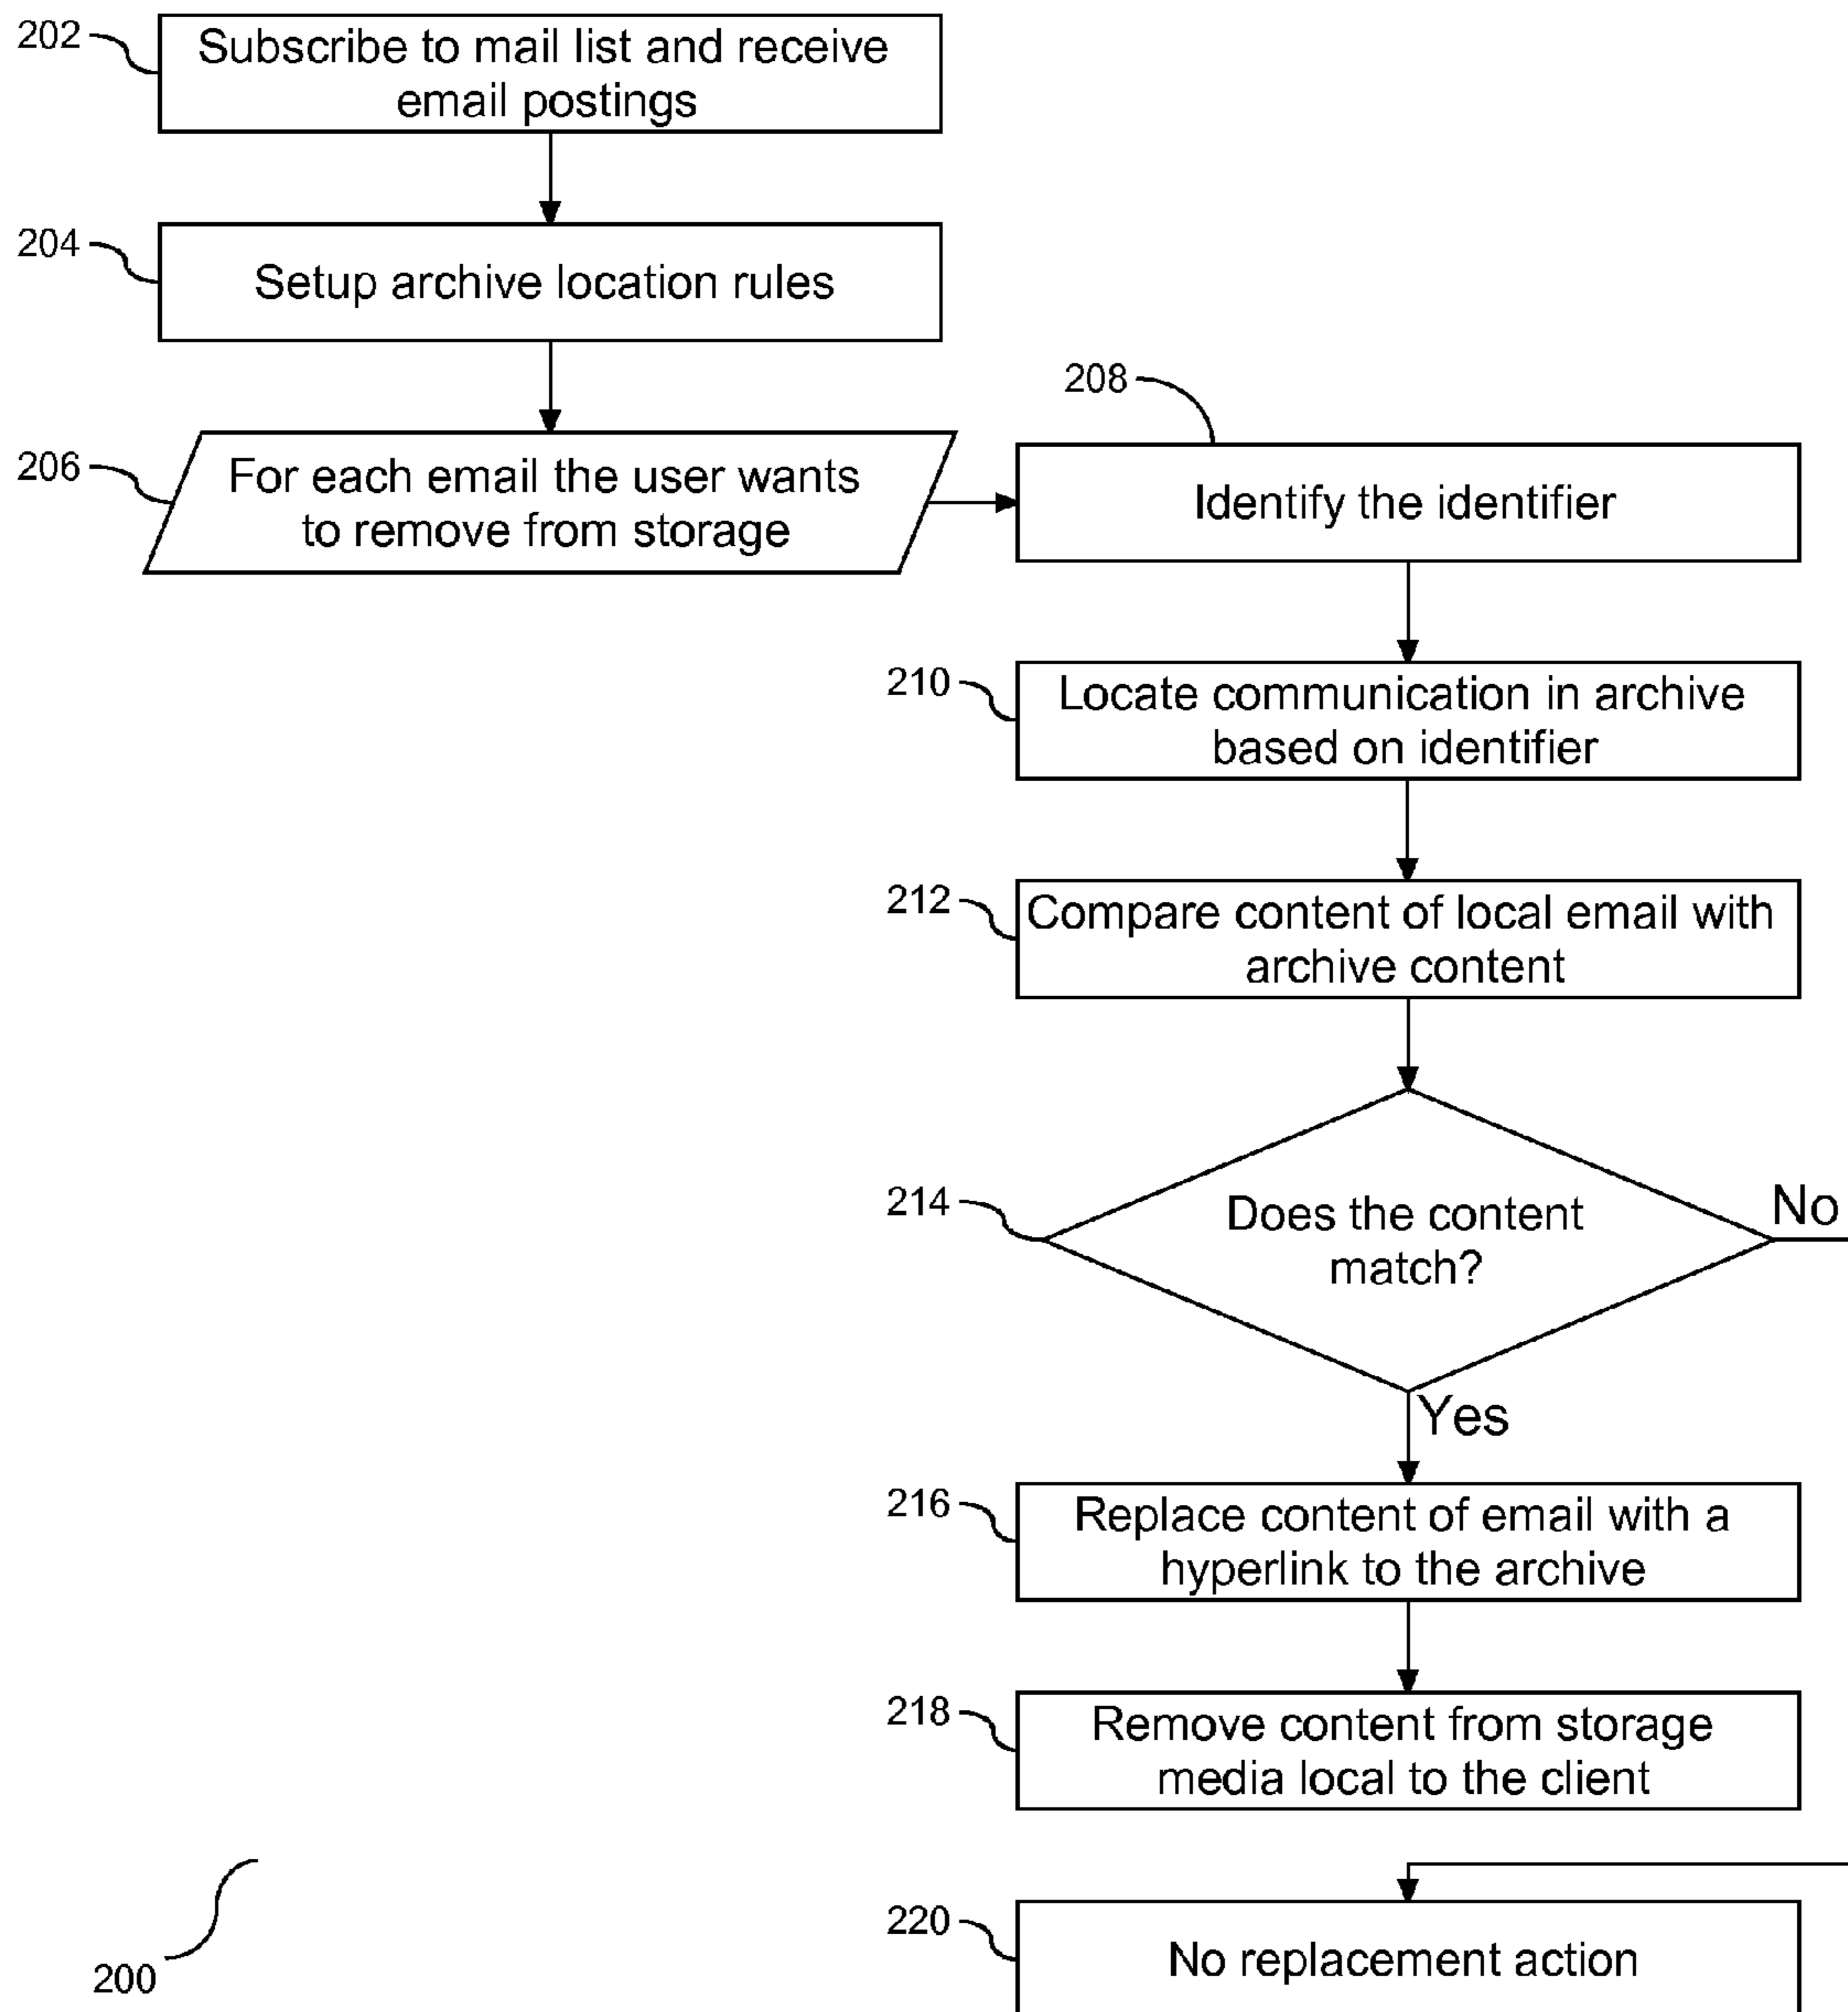 202
Subscribe to mail list and receive
email postings
204
Setup archive location rules
206
For each email the user wants
to remove from storage
208
Identify the identifier
210
Locate communication in archive
based on identifier
212
Compare content of local email with
archive content
214
Does the content
match?
No
Yes
216
Replace content of email with a
hyperlink to the archive
218
Remove content from storage
media local to the client
220
No replacement action
200